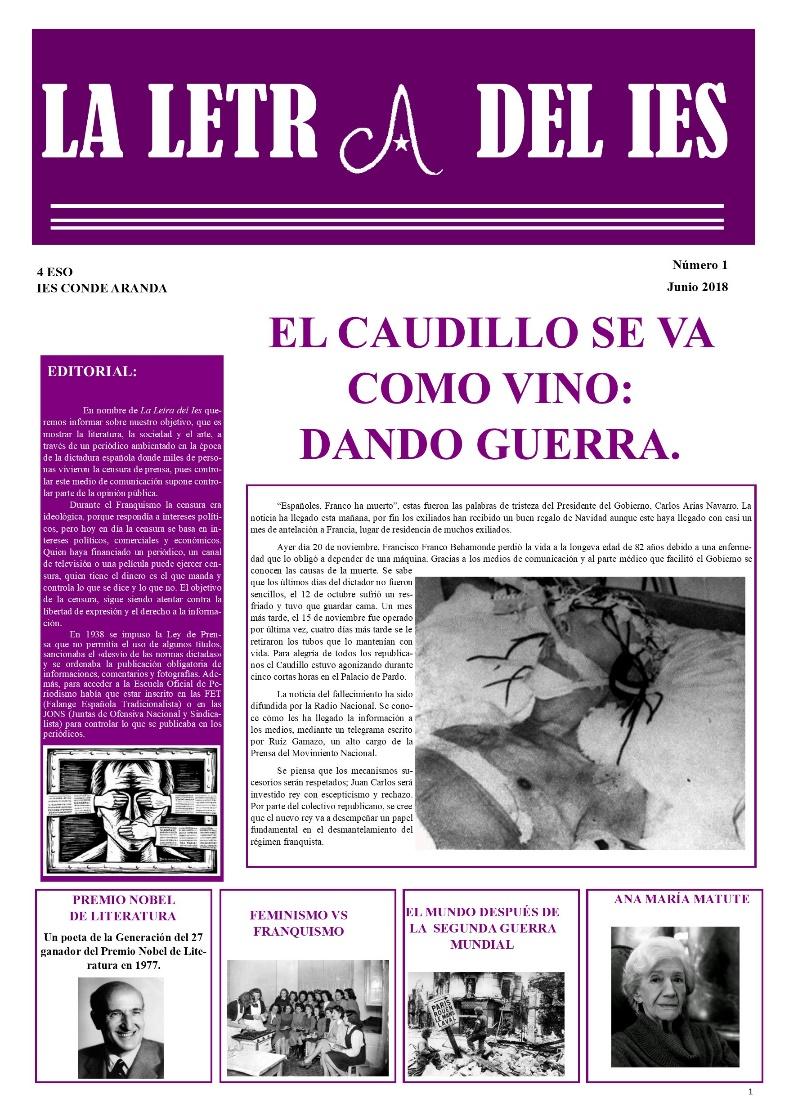 LA LETRA DEL IES
4 ESO
IES CONDE ARANDA
Número 1
Junio 2018
EL CAUDILLO SE VA
COMO VINO:
DANDO GUERRA.
EDITORIAL:
En nombre de La Letra del Ies que-
remos informar sobre nuestro objetivo, que es
mostrar la literatura, la sociedad y el arte, a
través de un periódico ambientado en la época
de la dictadura española donde miles de perso-
nas vivieron la censura de prensa, pues contro-
lar este medio de comunicación supone contro-
lar parte de la opinión pública.
Durante el Franquismo la censura era
ideológica, porque respondía a intereses políti-
cos, pero hoy en día la censura se basa en in-
tereses políticos, comerciales y económicos.
Quien haya financiado un periódico, un canal
de televisión o una película puede ejercer cen-
sura, quien tiene el dinero es el que manda y
controla lo que se dice y lo que no. El objetivo
de la censura, sigue siendo atentar contra la
libertad de expresión y el derecho a la informa-
ción.
En 1938 se impuso la Ley de Pren-
sa que no permitía el uso de algunos títulos,
sancionaba el «desvío de las normas dictadas»
y se ordenaba la publicación obligatoria de
informaciones, comentarios y fotografías. Ade-
más, para acceder a la Escuela Oficial de Pe-
riodismo había que estar inscrito en las FET
(Falange Española Tradicionalista) o en las
JONS (Juntas de Ofensiva Nacional y Sindica-
lista) para controlar lo que se publicaba en los
periódicos.
“Españoles, Franco ha muerto”, estas fueron las palabras de tristeza del Presidente del Gobierno, Carlos Arias Navarro. La
noticia ha llegado esta mañana, por fin los exiliados han recibido un buen regalo de Navidad aunque este haya llegado con casi un
mes de antelación a Francia, lugar de residencia de muchos exiliados.
Ayer día 20 de noviembre, Francisco Franco Behamonde perdió la vida a la longeva edad de 82 años debido a una enferme-
dad que lo obligó a depender de una máquina. Gracias a los medios de comunicación y al parte médico que facilitó el Gobierno se
conocen las causas de la muerte. Se sabe
que los últimos días del dictador no fueron
sencillos, el 12 de octubre sufrió un res-
friado y tuvo que guardar cama. Un mes
más tarde, el 15 de noviembre fue operado
por última vez, cuatro días más tarde se le
retiraron los tubos que lo mantenían con
vida. Para alegría de todos los republica-
nos el Caudillo estuvo agonizando durante
cinco cortas horas en el Palacio de Pardo.
La noticia del fallecimiento ha sido
difundida por la Radio Nacional. Se cono-
ce cómo les ha llegado la información a
los medios, mediante un telegrama escrito
por Ruíz Gamazo, un alto cargo de la
Prensa del Movimiento Nacional.
Se piensa que los mecanismos su-
cesorios serán respetados; Juan Carlos será
investido rey con escepticismo y rechazo.
Por parte del colectivo republicano, se cree
que el nuevo rey va a desempeñar un papel
fundamental en el desmantelamiento del
régimen franquista.
PREMIO NOBEL
DE LITERATURA
Un poeta de la Generación del 27
ganador del Premio Nobel de Lite-
ratura en 1977.
FEMINISMO VS
FRANQUISMO
EL MUNDO DESPUÉS DE
LA SEGUNDA GUERRA
MUNDIAL
PARIS
LAVAL
ANA MARÍA MATUTE
1